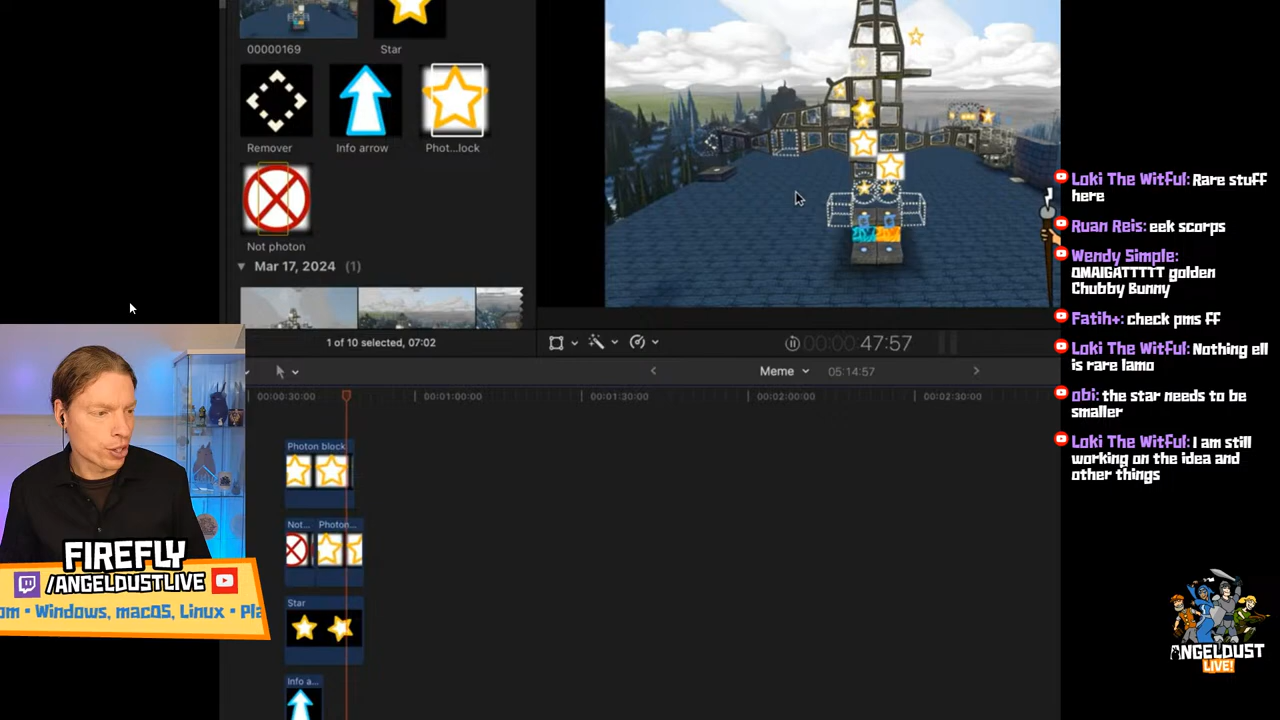 00000169
Star
Remover
Info arrow
Phot...lock
Not photon
Mar 17, 2024 (1)
1 of 10 selected, 07:02
00:00:47:57
Meme
05:14:57
00:00:30:00
00:01:00:00
00:01:30:00
00:02:00:00
00:02:30:00
Photon block
Not...
Photon...
Star
Info a...
Loki The Witful: Rare stuff
here
Ruan Reis: eek scorps
Wendy Simple:
OMAIGATTTTT golden
Chubby Bunny
Fatih+: check pms ff
Loki The Witful: Nothing ell
is rare lamo
obi: the star needs to be
smaller
Loki The Witful: I am still
working on the idea and
other things
FIREFLY
/ANGELDUSTLIVE
om • Windows, macOS, Linux • Pla
ANGELDUST
LIVE!